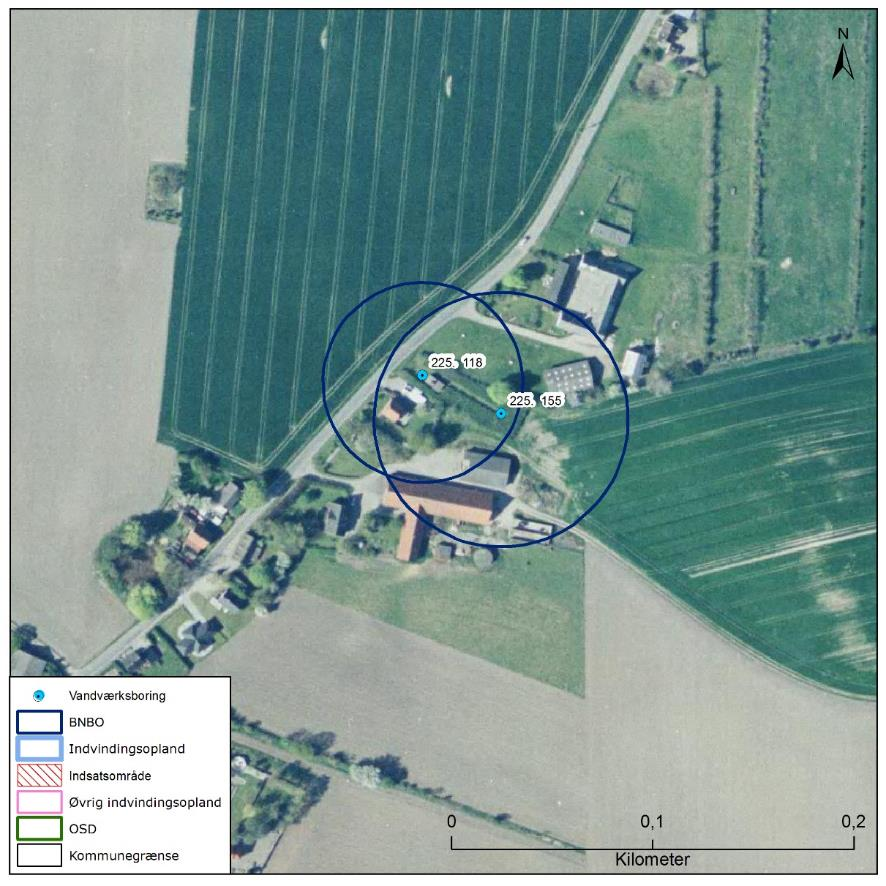 N
225. 118
225. 155
Vandværksboring
BNBO
Indvindingsopland
Indsatsområde
Øvrig indvindingsopland
OSD
Kommunegrænse
0 0,1 0,2
Kilometer